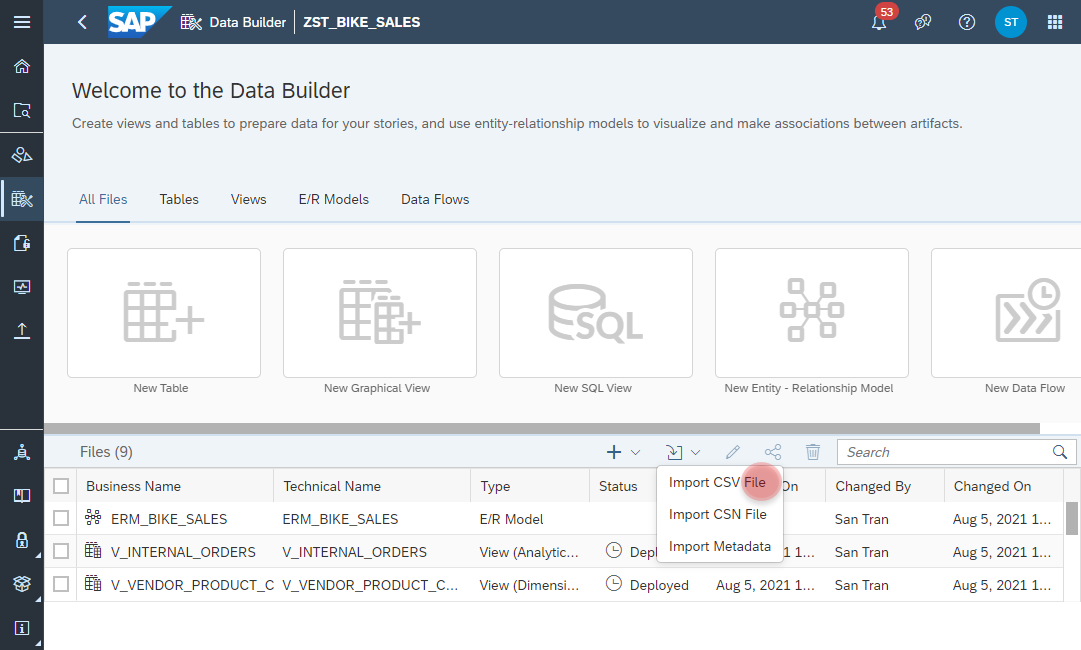 SAP Data Builder ZST_BIKE_SALES 53 ST
Welcome to the Data Builder
Create views and tables to prepare data for your stories, and use entity-relationship models to visualize and make associations between artifacts.
All Files Tables Views E/R Models Data Flows
SQL
New Table New Graphical View New SQL View New Entity - Relationship Model New Data Flow
Files (9) Search
Import CSV File
Import CSN File
Import Metadata
Business Name Technical Name Type Status On Changed By Changed On
ERM_BIKE_SALES ERM_BIKE_SALES E/R Model San Tran Aug 5, 2021 1...
V_INTERNAL_ORDERS V_INTERNAL_ORDERS View (Analytic... Depl 1... San Tran Aug 5, 2021 1...
V_VENDOR_PRODUCT_C V_VENDOR_PRODUCT_C... View (Dimensi... Deployed Aug 5, 2021 1... San Tran Aug 5, 2021 1...